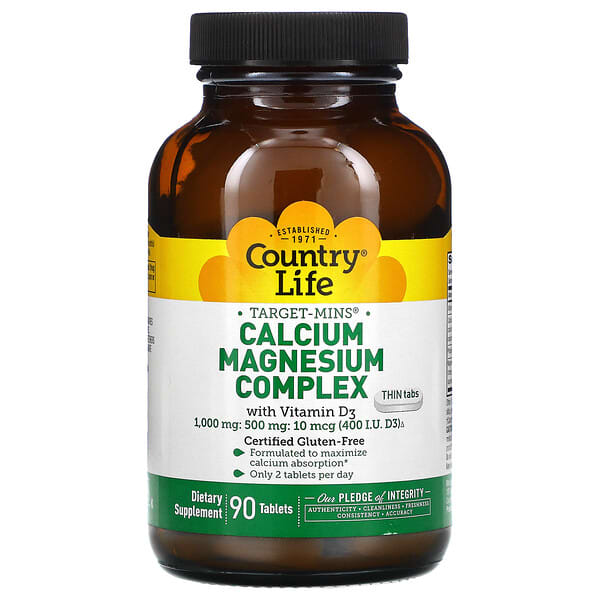 • ESTABLISHED •
1971
Country®
Life
• TARGET-MINS® •
CALCIUM
MAGNESIUM
COMPLEX
THIN tabs
with Vitamin D3
1,000 mg: 500 mg: 10 mcg (400 I.U. D3)△
Certified Gluten-Free
• Formulated to maximize
calcium absorption*
• Only 2 tablets per day
Dietary
Supplement
90 Tablets
Our PLEDGE of INTEGRITY
AUTHENTICITY • CLEANLINESS • FRESHNESS
CONSISTENCY • ACCURACY